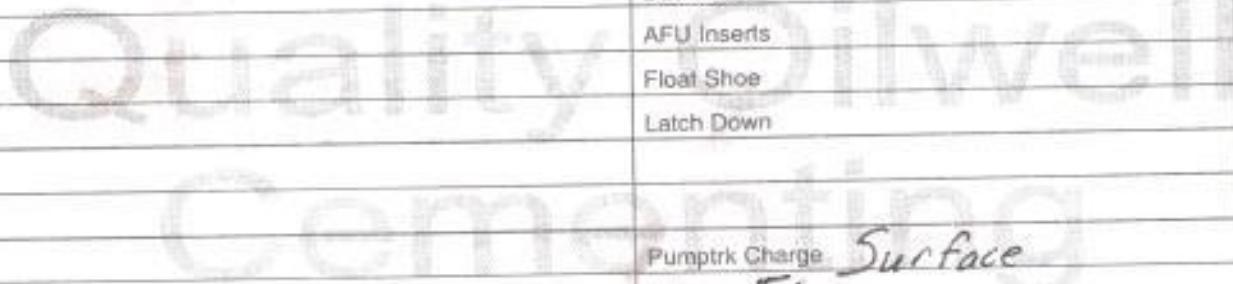 AFU Inserts
Quality Oilwell
Float Shoe
Latch Down
Cementing
Pumptrk Charge Surface